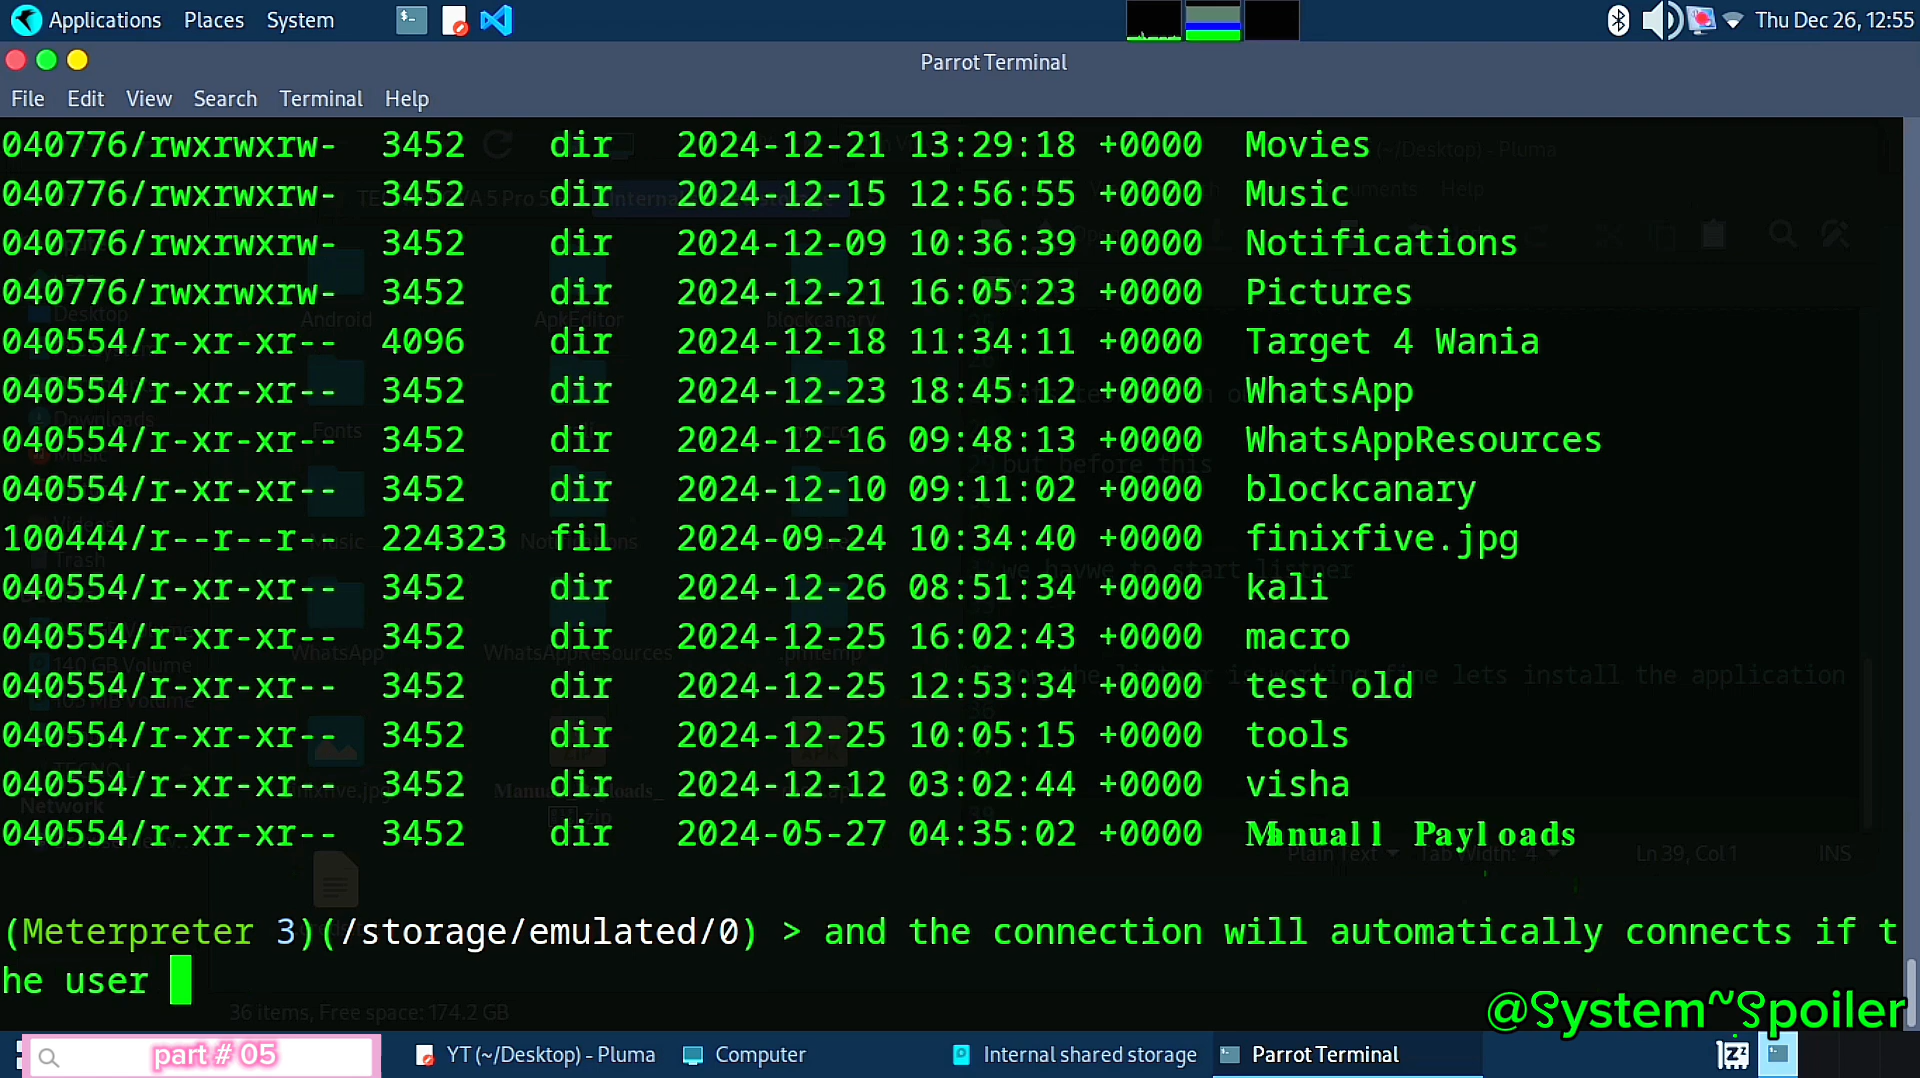 Applications Places System Thu Dec 26, 12:55
Parrot Terminal
File Edit View Search Terminal Help
040776/rwxrwxrw- 3452 dir 2024-12-21 13:29:18 +0000 Movies
040776/rwxrwxrw- 3452 dir 2024-12-15 12:56:55 +0000 Music
040776/rwxrwxrw- 3452 dir 2024-12-09 10:36:39 +0000 Notifications
040776/rwxrwxrw- 3452 dir 2024-12-21 16:05:23 +0000 Pictures
040554/r-xr-xr-- 4096 dir 2024-12-18 11:34:11 +0000 Target 4 Wania
040554/r-xr-xr-- 3452 dir 2024-12-23 18:45:12 +0000 WhatsApp
040554/r-xr-xr-- 3452 dir 2024-12-16 09:48:13 +0000 WhatsAppResources
040554/r-xr-xr-- 3452 dir 2024-12-10 09:11:02 +0000 blockcanary
100444/r--r--r-- 224323 fil 2024-09-24 10:34:40 +0000 finixfive.jpg
040554/r-xr-xr-- 3452 dir 2024-12-26 08:51:34 +0000 kali
040554/r-xr-xr-- 3452 dir 2024-12-25 16:02:43 +0000 macro
040554/r-xr-xr-- 3452 dir 2024-12-25 12:53:34 +0000 test old
040554/r-xr-xr-- 3452 dir 2024-12-25 10:05:15 +0000 tools
040554/r-xr-xr-- 3452 dir 2024-12-12 03:02:44 +0000 visha
040554/r-xr-xr-- 3452 dir 2024-05-27 04:35:02 +0000 Manuall Payloads
(Meterpreter 3)(/storage/emulated/0) > and the connection will automatically connects if t
he user
36 items, Free space: 174.2 GB
@System~Spoiler
part # 05 YT (~/Desktop) - Pluma Computer Internal shared storage Parrot Terminal